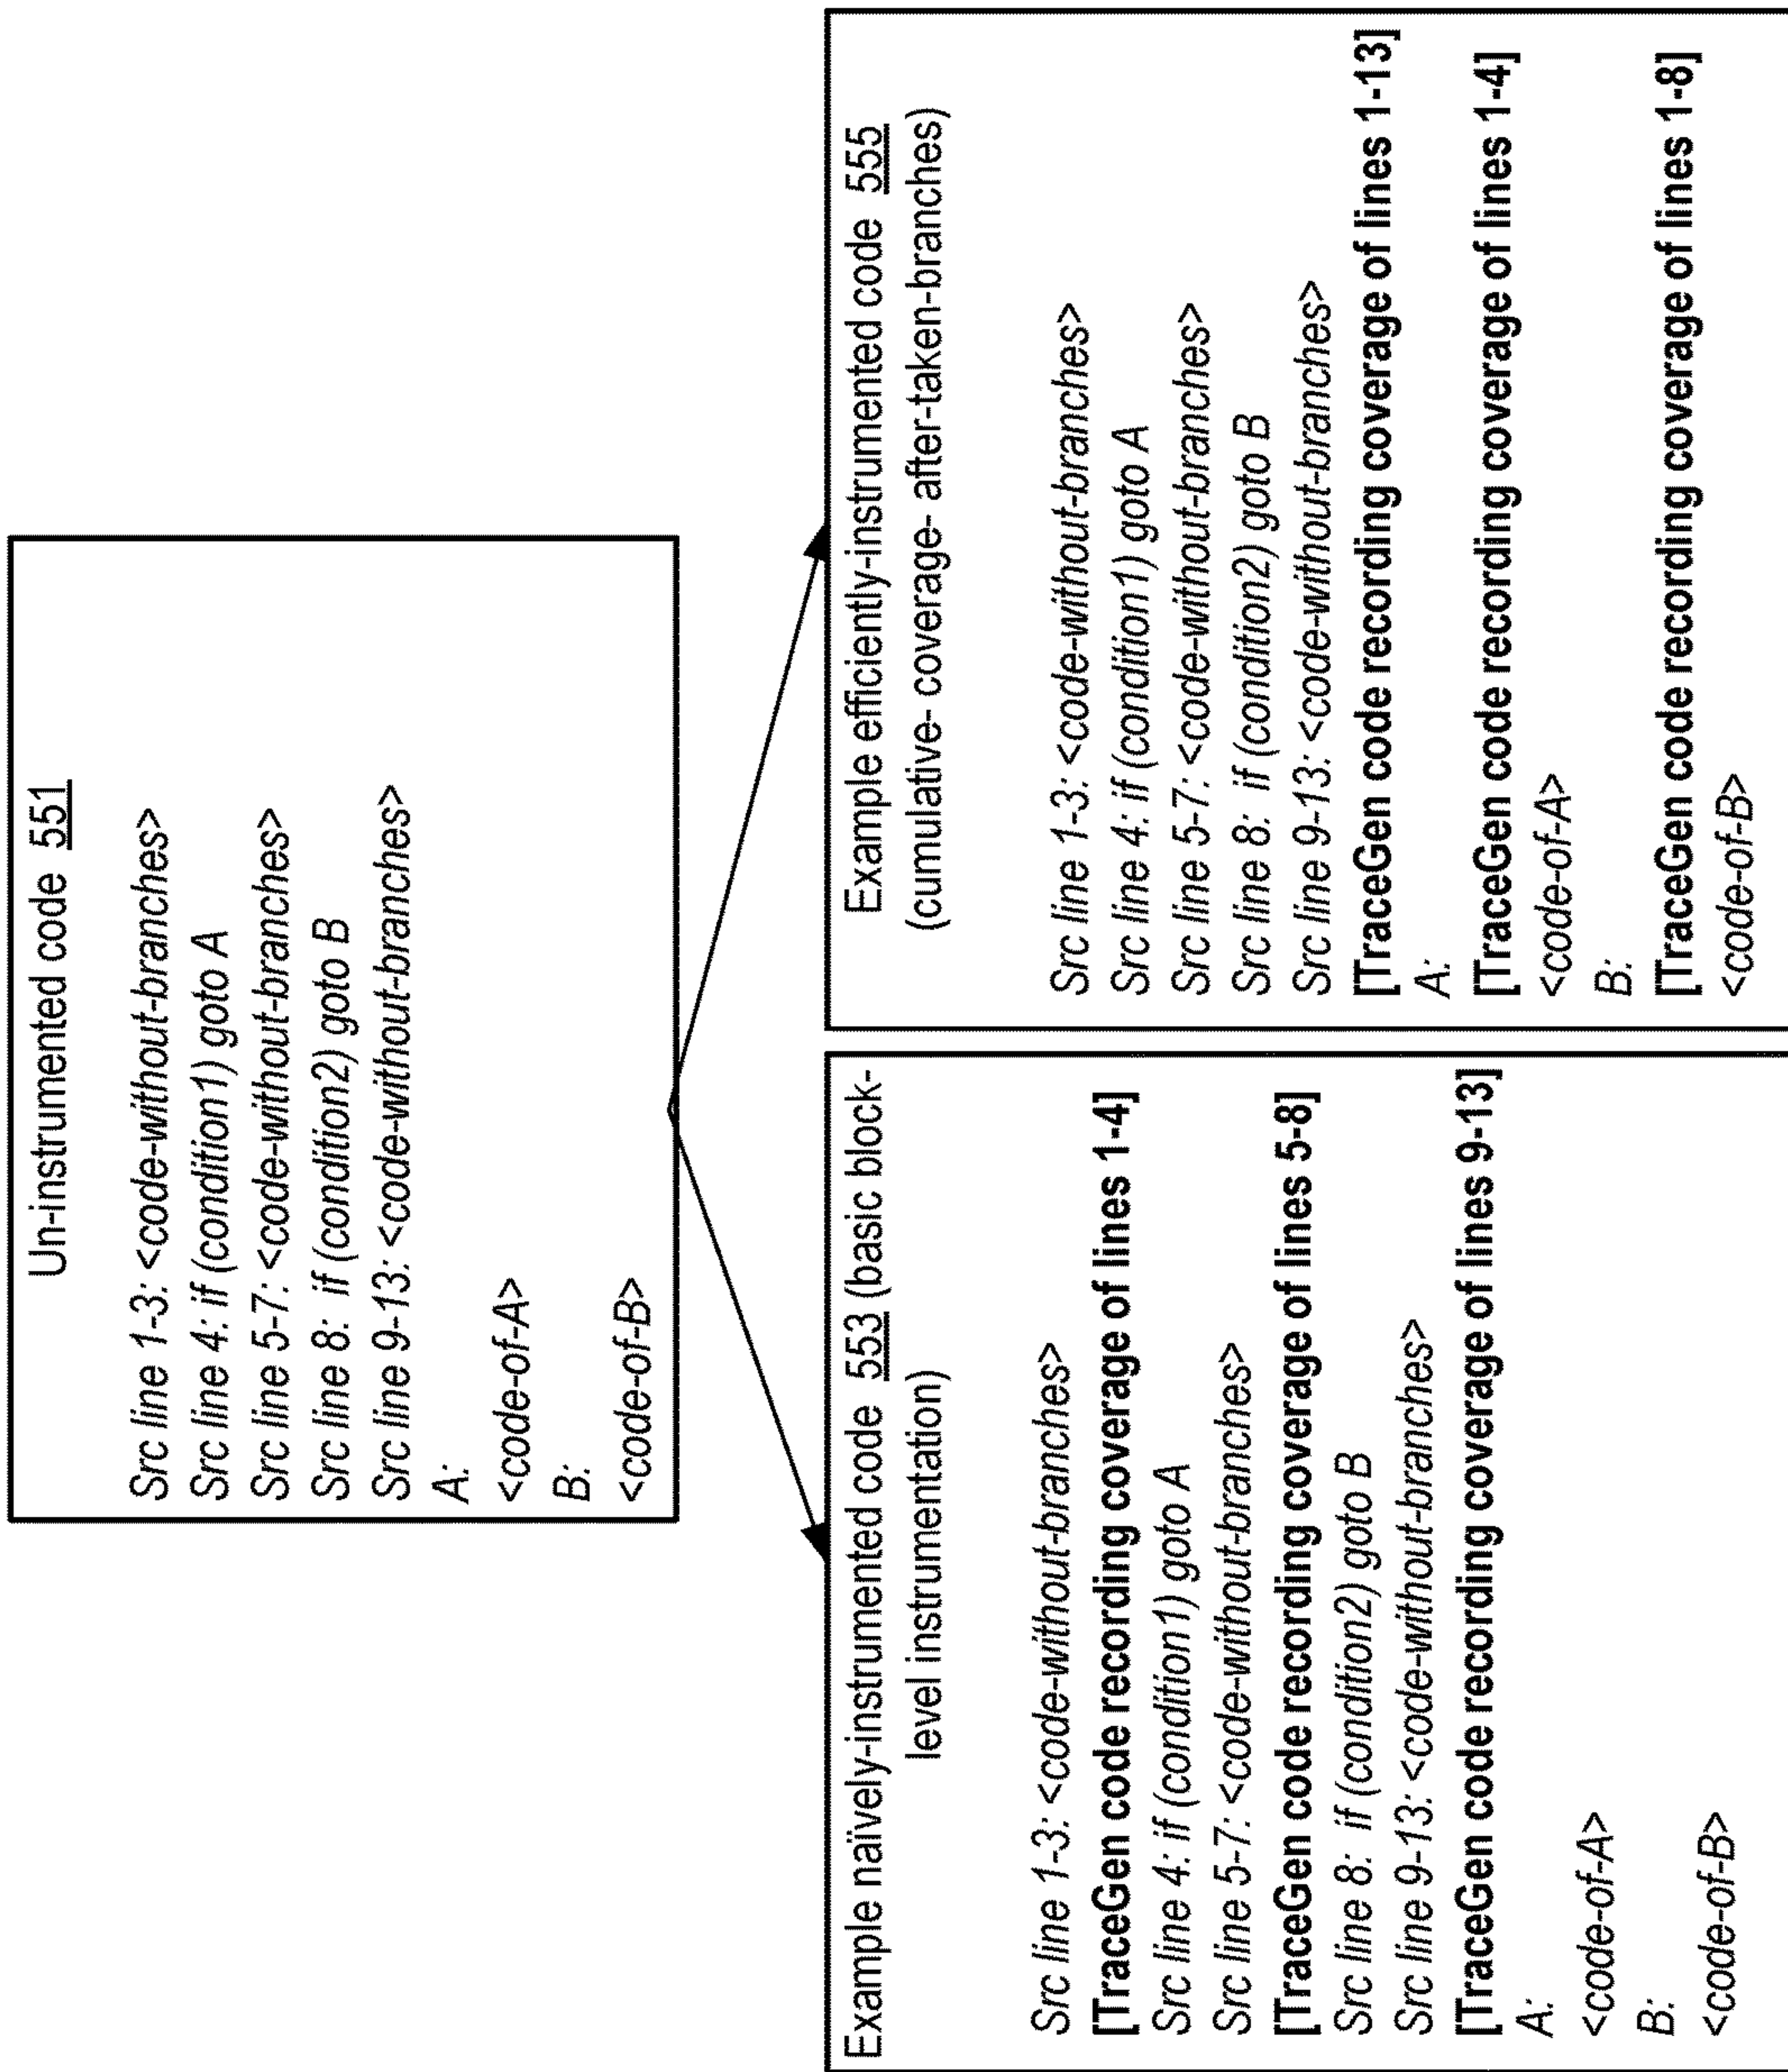 Un-instrumented code 551
Src line 1-3: <code-without-branches>
Src line 4: if (condition1) goto A
Src line 5-7: <code-without-branches>
Src line 8: if (condition2) goto B
Src line 9-13: <code-without-branches>
A:
<code-of-A>
B:
<code-of-B>
Example naïvely-instrumented code 553 (basic block-
level instrumentation)
Src line 1-3: <code-without-branches>
[TraceGen code recording coverage of lines 1-4]
Src line 4: if (condition1) goto A
Src line 5-7: <code-without-branches>
[TraceGen code recording coverage of lines 5-8]
Src line 8: if (condition2) goto B
Src line 9-13: <code-without-branches>
[TraceGen code recording coverage of lines 9-13]
A:
<code-of-A>
B:
<code-of-B>
Example efficiently-instrumented code 555
(cumulative- coverage- after-taken-branches)
Src line 1-3: <code-without-branches>
Src line 4: if (condition1) goto A
Src line 5-7: <code-without-branches>
Src line 8: if (condition2) goto B
Src line 9-13: <code-without-branches>
[TraceGen code recording coverage of lines 1-13]
A:
[TraceGen code recording coverage of lines 1-4]
<code-of-A>
B:
[TraceGen code recording coverage of lines 1-8]
<code-of-B>